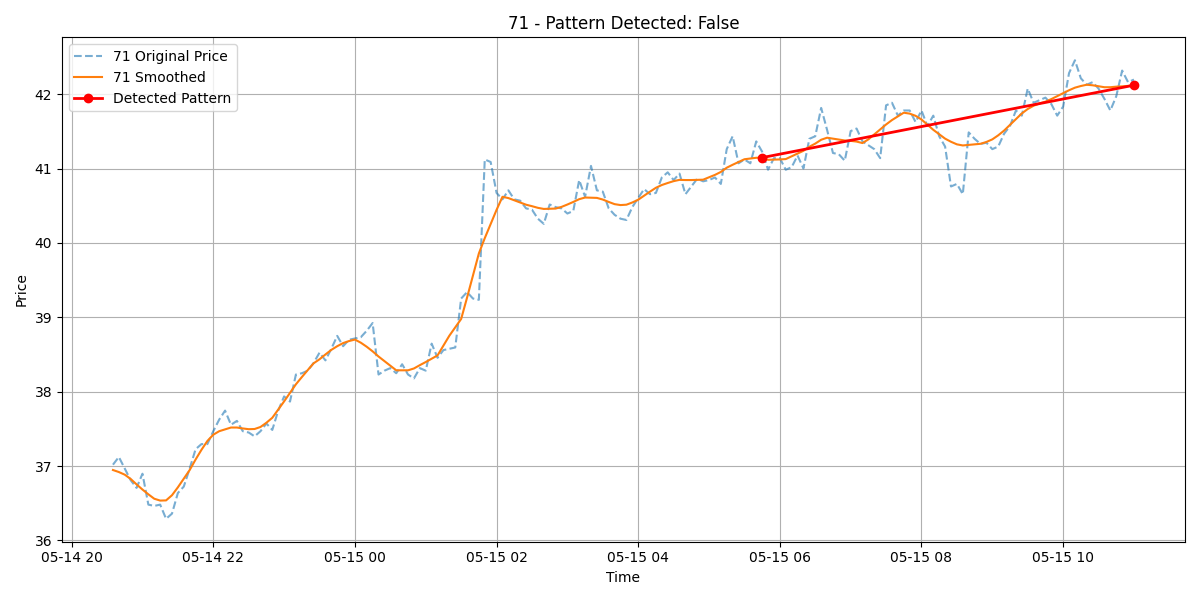 71 - Pattern Detected: False
71 Original Price
71 Smoothed
Detected Pattern
Price
42
41
40
39
38
37
36
05-14 20 05-14 22 05-15 00 05-15 02 05-15 04 05-15 06 05-15 08 05-15 10
Time